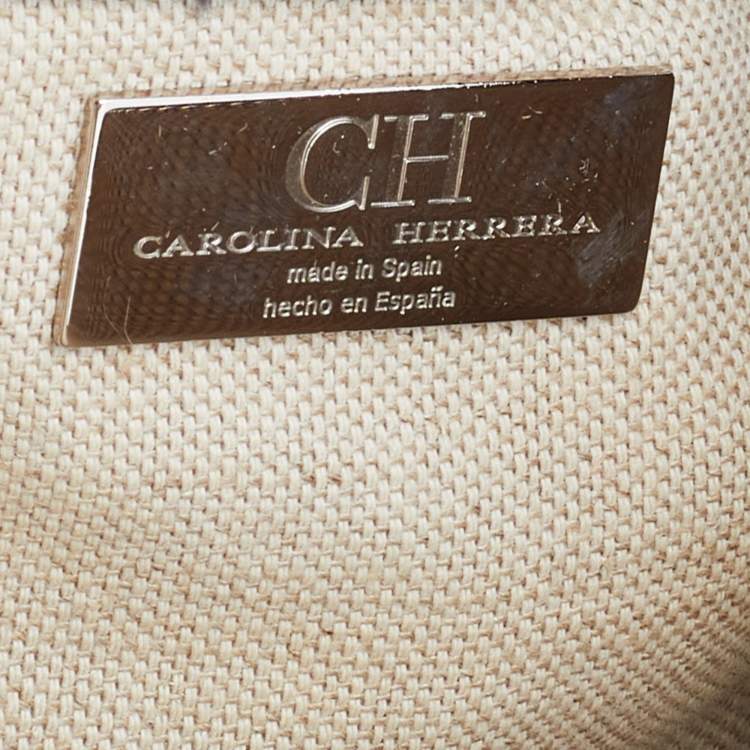 CH
CAROLINA HERRERA
made in Spain
hecho en España